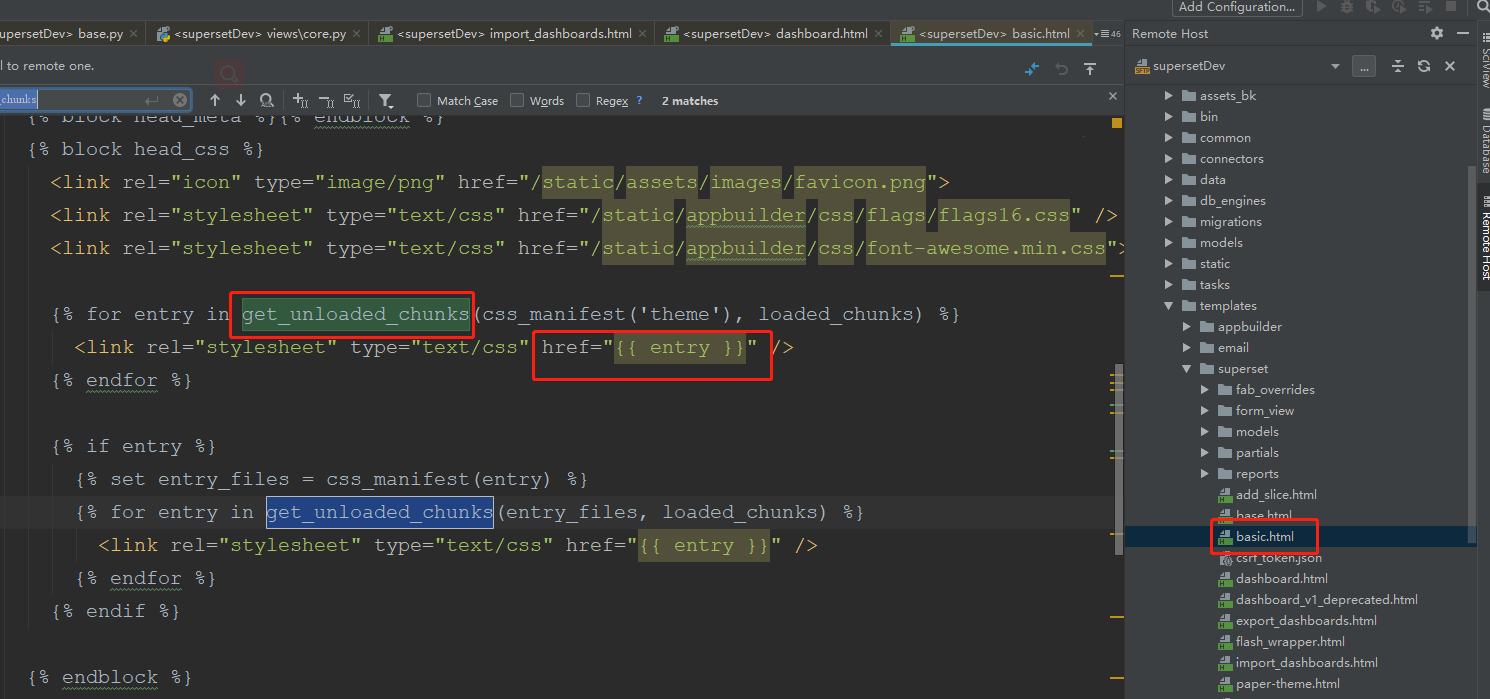 Add Configuration...
upersetDev> base.py
<supersetDev> views\core.py
<supersetDev> import_dashboards.html
<supersetDev> dashboard.html
<supersetDev> basic.html
46
Remote Host
l to remote one.
supersetDev
...
_chunks
Match Case
Words
Regex ?
2 matches
{% block head_meta %}{% endblock %}
{% block head_css %}
<link rel="icon" type="image/png" href="/static/assets/images/favicon.png">
<link rel="stylesheet" type="text/css" href="/static/appbuilder/css/flags/flags16.css" />
<link rel="stylesheet" type="text/css" href="/static/appbuilder/css/font-awesome.min.css">
{% for entry in get_unloaded_chunks(css_manifest('theme'), loaded_chunks) %}
<link rel="stylesheet" type="text/css" href="{{ entry }}" />
{% endfor %}
{% if entry %}
{% set entry_files = css_manifest(entry) %}
{% for entry in get_unloaded_chunks(entry_files, loaded_chunks) %}
<link rel="stylesheet" type="text/css" href="{{ entry }}" />
{% endfor %}
{% endif %}
{% endblock %}
assets_bk
bin
common
connectors
data
db_engines
migrations
models
static
tasks
templates
appbuilder
email
superset
fab_overrides
form_view
models
partials
reports
add_slice.html
base.html
basic.html
csrf_token.json
dashboard.html
dashboard_v1_deprecated.html
export_dashboards.html
flash_wrapper.html
import_dashboards.html
paper-theme.html
SciView
Database
Remote Host